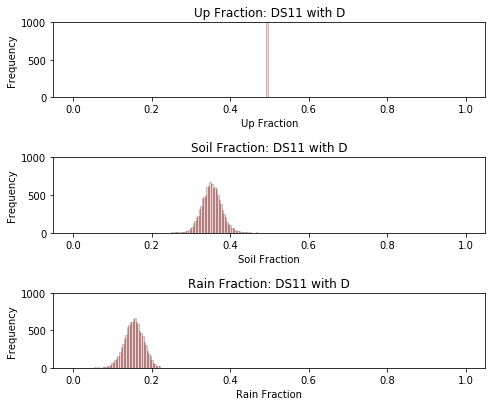 Up Fraction: DS11 with D
1000
500
0
Frequency
0.0 0.2 0.4 0.6 0.8 1.0
Up Fraction
Soil Fraction: DS11 with D
1000
500
0
Frequency
0.0 0.2 0.4 0.6 0.8 1.0
Soil Fraction
Rain Fraction: DS11 with D
1000
500
0
Frequency
0.0 0.2 0.4 0.6 0.8 1.0
Rain Fraction